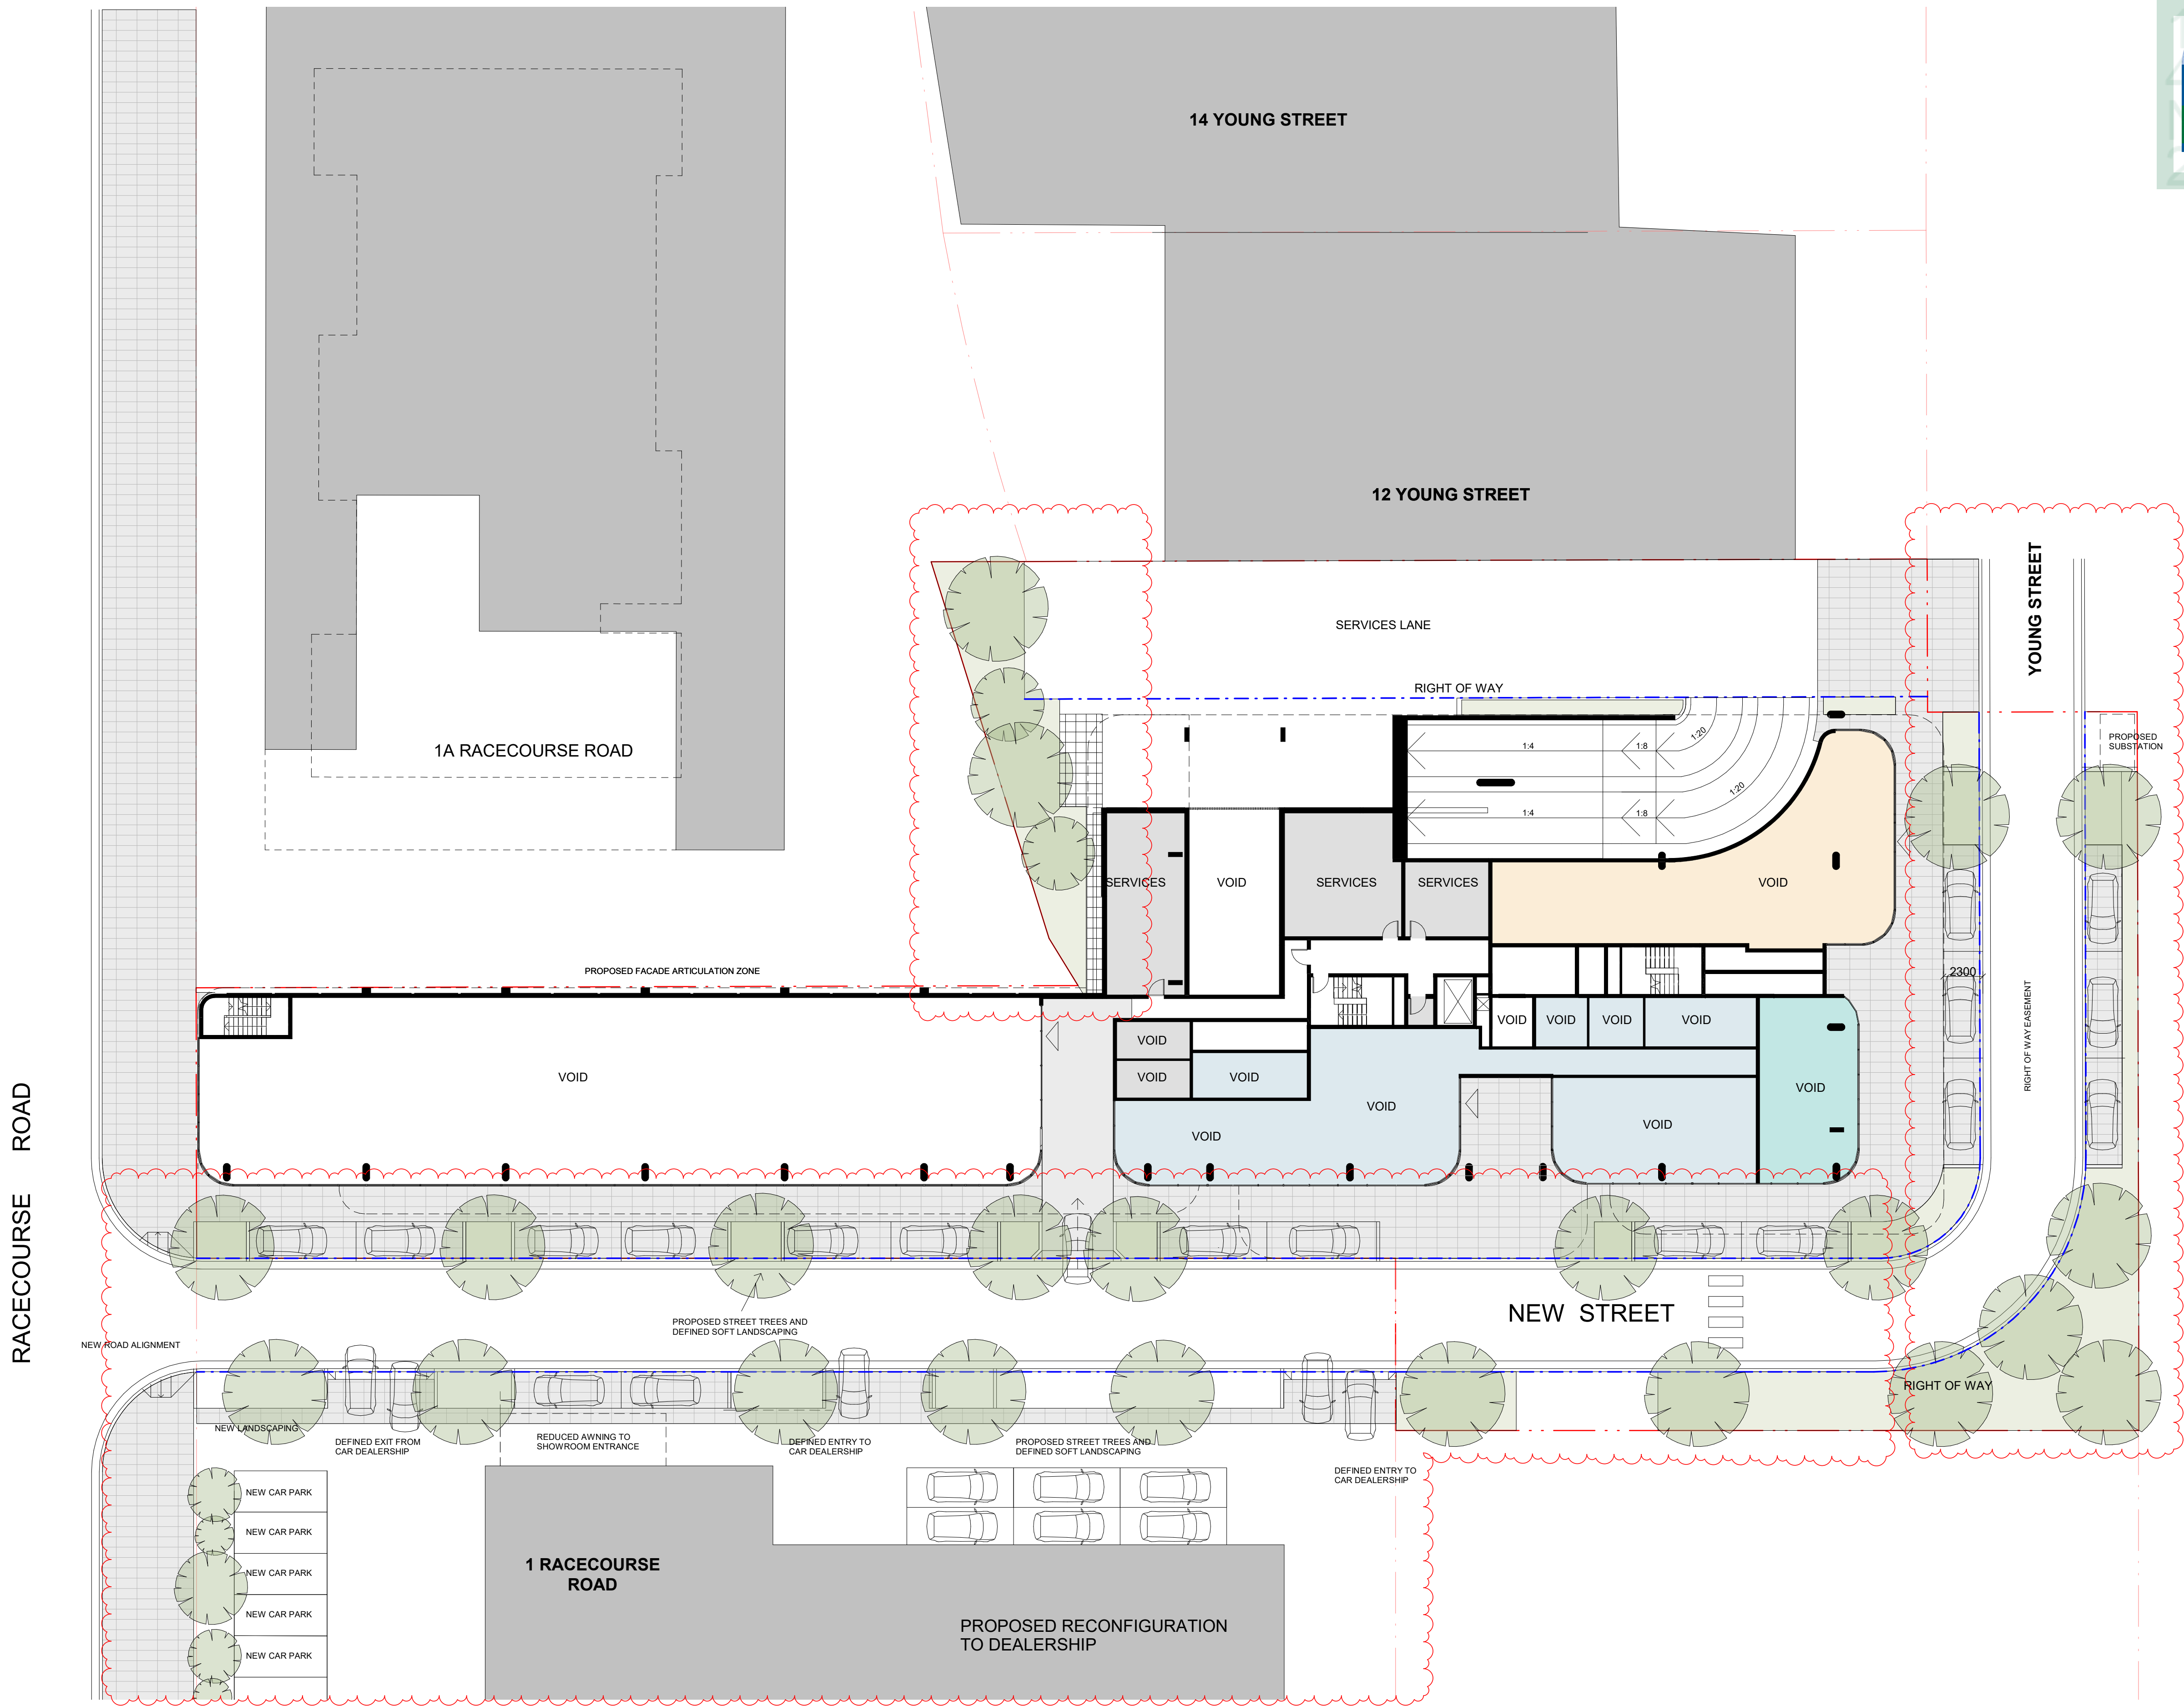 14 YOUNG STREET
12 YOUNG STREET
YOUNG STREET
SERVICES LANE
RIGHT OF WAY
1A RACECOURSE ROAD
1:20
1:4
1:8
PROPOSED
SUBSTATION
1:20
1:4
1:8
SERVICES
VOID
SERVICES
SERVICES
VOID
PROPOSED FACADE ARTICULATION ZONE
2300
RIGHT OF WAY EASEMENT
VOID
VOID
VOID
VOID
VOID
VOID
VOID
VOID
VOID
VOID
VOID
VOID
VOID
RACECOURSE ROAD
NEW STREET
PROPOSED STREET TREES AND
DEFINED SOFT LANDSCAPING
NEW ROAD ALIGNMENT
RIGHT OF WAY
NEW LANDSCAPING
DEFINED EXIT FROM
CAR DEALERSHIP
REDUCED AWNING TO
SHOWROOM ENTRANCE
DEFINED ENTRY TO
CAR DEALERSHIP
PROPOSED STREET TREES AND
DEFINED SOFT LANDSCAPING
DEFINED ENTRY TO
CAR DEALERSHIP
NEW CAR PARK
NEW CAR PARK
NEW CAR PARK
NEW CAR PARK
NEW CAR PARK
1 RACECOURSE
ROAD
PROPOSED RECONFIGURATION
TO DEALERSHIP